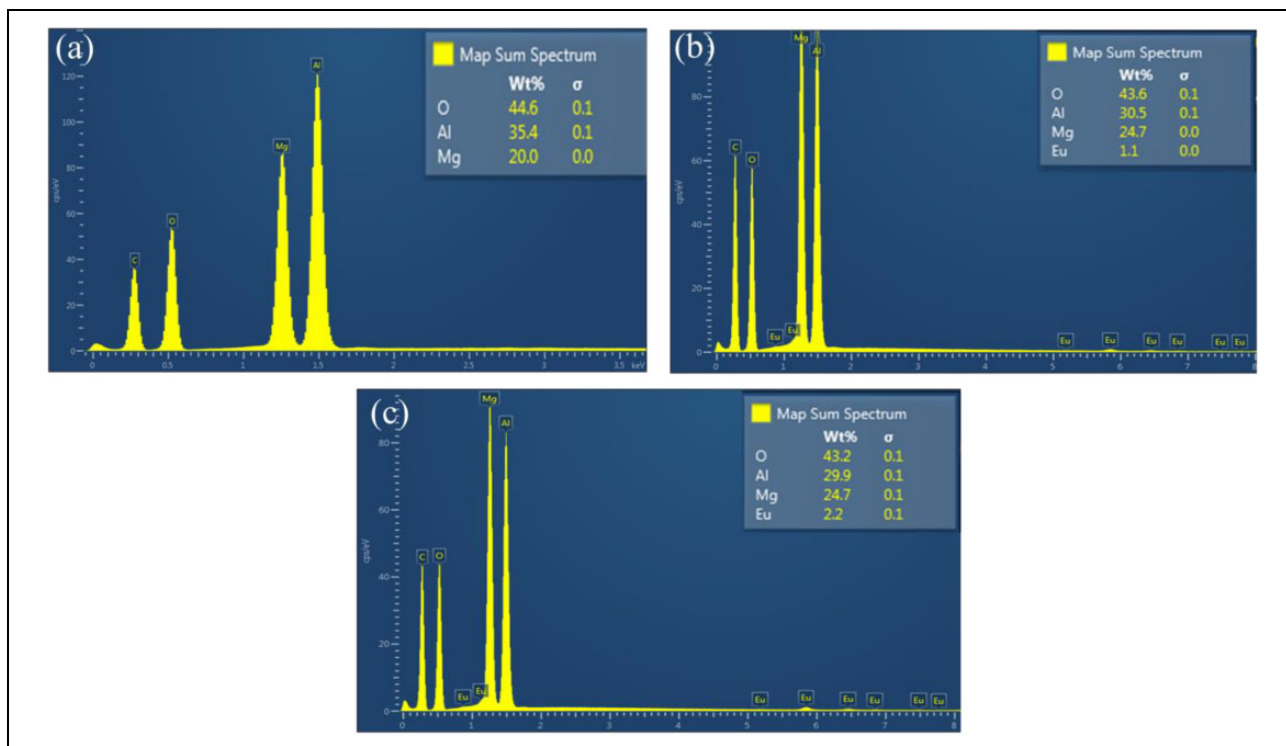 (a)
Map Sum Spectrum
Wt% σ
O 44.6 0.1
Al 35.4 0.1
Mg 20.0 0.0
120
100
80
60
40
20
0
cps/eV
C
O
Mg
Al
0 0.5 1 1.5 2 2.5 3 3.5 keV
(b)
Map Sum Spectrum
Wt% σ
O 43.6 0.1
Al 30.5 0.1
Mg 24.7 0.0
Eu 1.1 0.0
80
60
40
20
0
cps/eV
C
O
Eu
Eu
Mg
Al
Eu Eu Eu Eu Eu Eu
0 1 2 3 4 5 6 7 8
(c)
Map Sum Spectrum
Wt% σ
O 43.2 0.1
Al 29.9 0.1
Mg 24.7 0.1
Eu 2.2 0.1
80
60
40
20
0
cps/eV
C
O
Eu
Eu
Mg
Al
Eu Eu Eu Eu Eu Eu
0 1 2 3 4 5 6 7 8